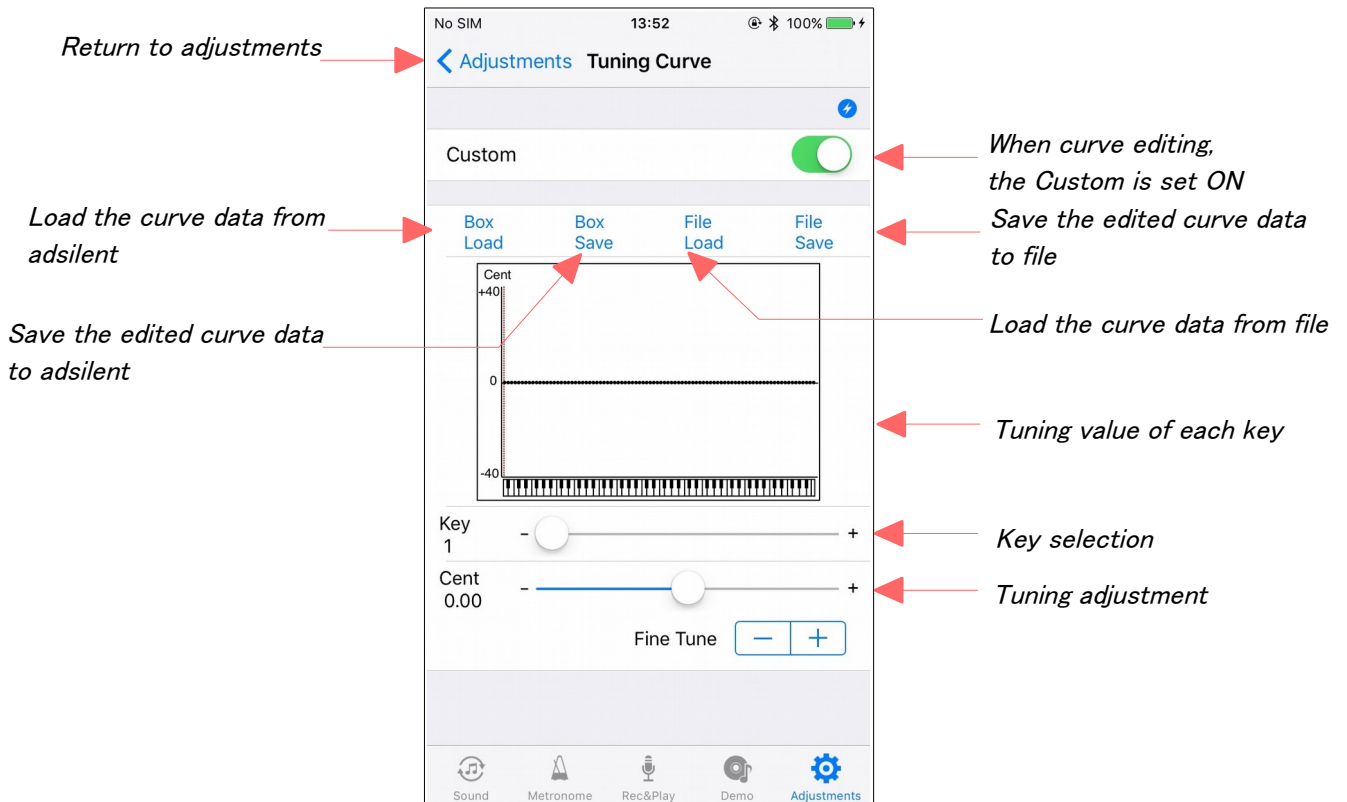 No SIM 13:52 100%
Return to adjustments
Adjustments Tuning Curve
Custom
When curve editing,
the Custom is set ON
Load the curve data from
adsilent
Box
Load
Box
Save
File
Load
File
Save
Save the edited curve data
to file
Cent
+40
0
-40
Save the edited curve data
to adsilent
Load the curve data from file
Tuning value of each key
Key
1
- +
Key selection
Cent
0.00
- +
Tuning adjustment
Fine Tune − +
Sound Metronome Rec&Play Demo Adjustments